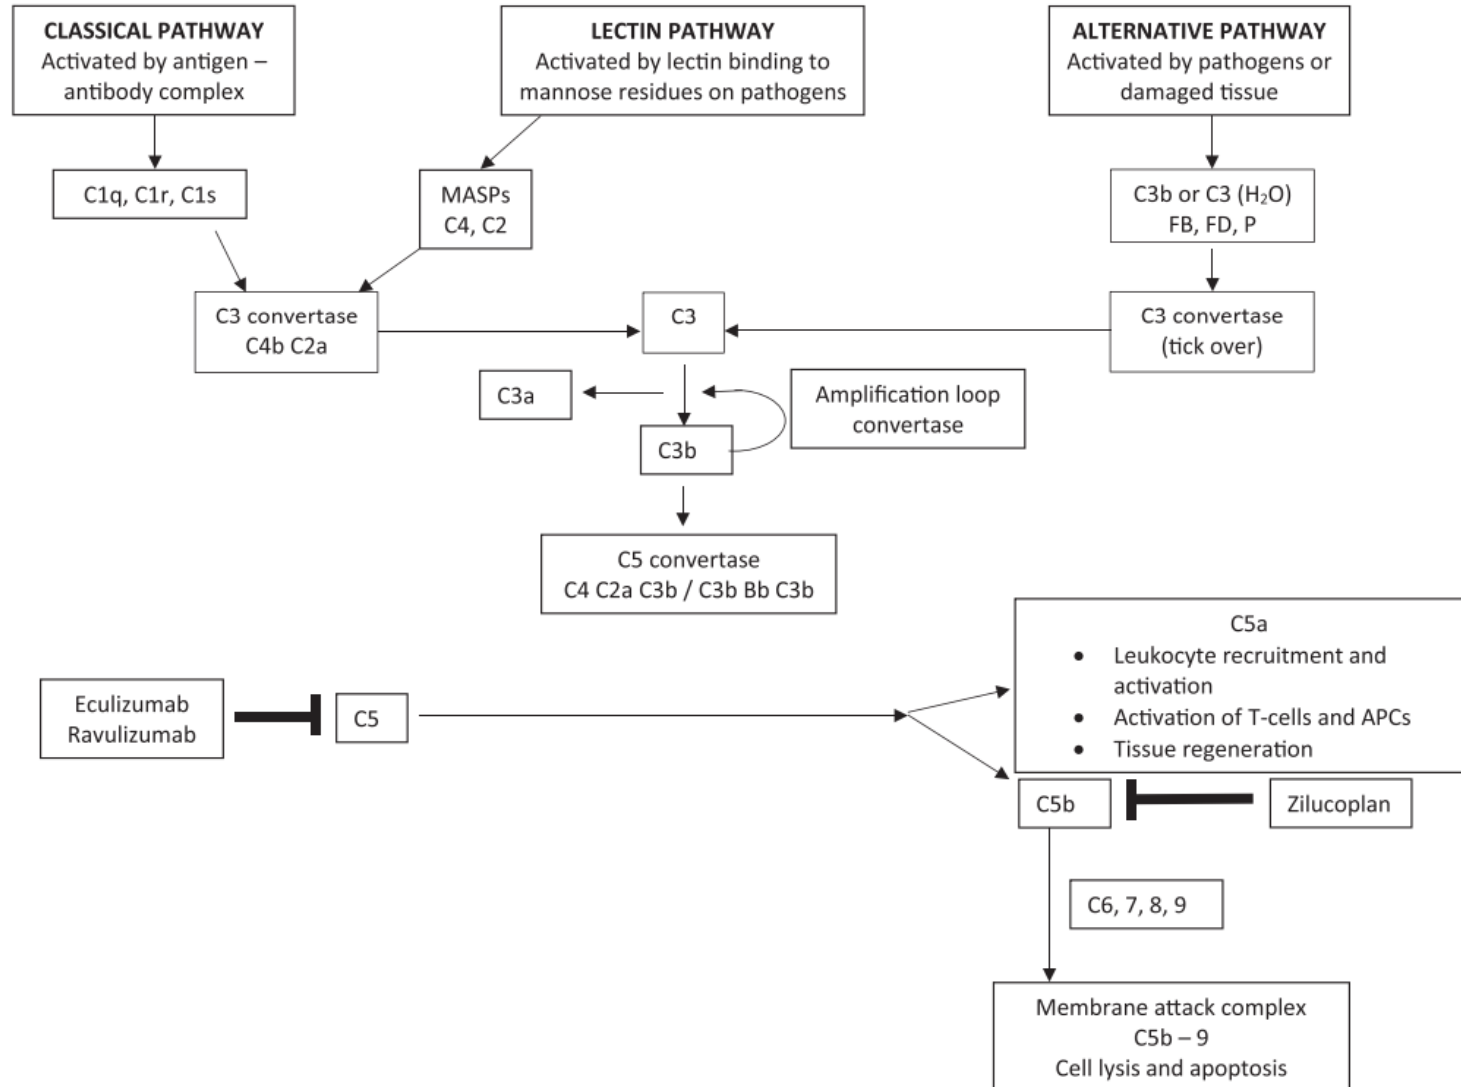 CLASSICAL PATHWAY
Activated by antigen –
antibody complex
LECTIN PATHWAY
Activated by lectin binding to
mannose residues on pathogens
ALTERNATIVE PATHWAY
Activated by pathogens or
damaged tissue
C1q, C1r, C1s
MASPs
C4, C2
C3b or C3 (H₂O)
FB, FD, P
C3 convertase
C4b C2a
C3
C3 convertase
(tick over)
C3a
Amplification loop
convertase
C3b
C5 convertase
C4 C2a C3b / C3b Bb C3b
Eculizumab
Ravulizumab
C5
C5a
• Leukocyte recruitment and
activation
• Activation of T-cells and APCs
• Tissue regeneration
C5b
Zilucoplan
C6, 7, 8, 9
Membrane attack complex
C5b – 9
Cell lysis and apoptosis